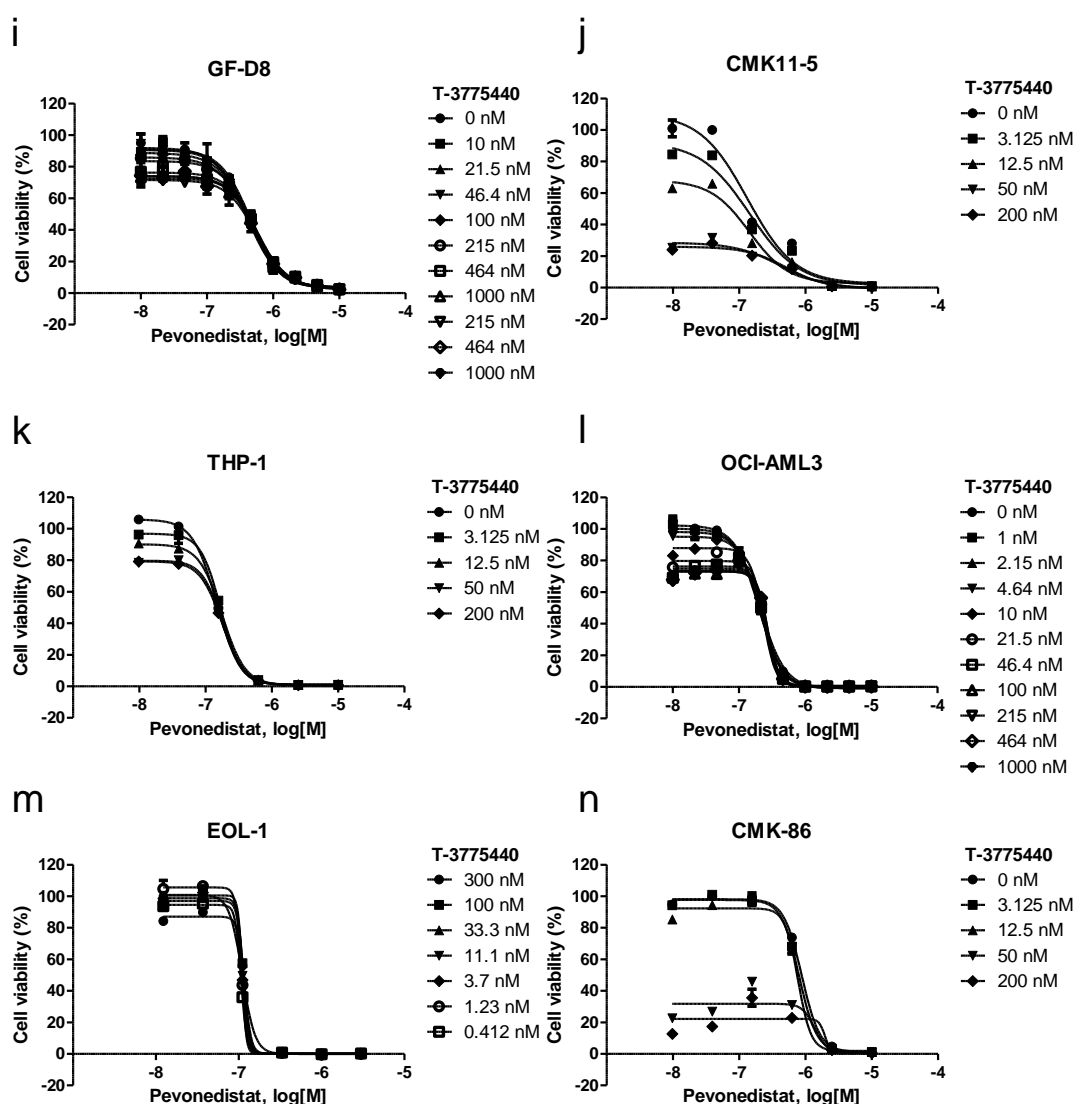 i
GF-D8
Cell viability (%)
120
100
80
60
40
20
0
-20
-8
-7
-6
-5
-4
Pevonedistat, log[M]
T-3775440
0 nM
10 nM
21.5 nM
46.4 nM
100 nM
215 nM
464 nM
1000 nM
215 nM
464 nM
1000 nM
j
CMK11-5
Cell viability (%)
120
100
80
60
40
20
0
-20
-8
-7
-6
-5
-4
Pevonedistat, log[M]
T-3775440
0 nM
3.125 nM
12.5 nM
50 nM
200 nM
k
THP-1
Cell viability (%)
120
100
80
60
40
20
0
-20
-8
-7
-6
-5
-4
Pevonedistat, log[M]
T-3775440
0 nM
3.125 nM
12.5 nM
50 nM
200 nM
l
OCI-AML3
Cell viability (%)
120
100
80
60
40
20
0
-20
-8
-7
-6
-5
-4
Pevonedistat, log[M]
T-3775440
0 nM
1 nM
2.15 nM
4.64 nM
10 nM
21.5 nM
46.4 nM
100 nM
215 nM
464 nM
1000 nM
m
EOL-1
Cell viability (%)
120
100
80
60
40
20
0
-20
-8
-7
-6
-5
Pevonedistat, log[M]
T-3775440
300 nM
100 nM
33.3 nM
11.1 nM
3.7 nM
1.23 nM
0.412 nM
n
CMK-86
Cell viability (%)
120
100
80
60
40
20
0
-20
-8
-7
-6
-5
-4
Pevonedistat, log[M]
T-3775440
0 nM
3.125 nM
12.5 nM
50 nM
200 nM